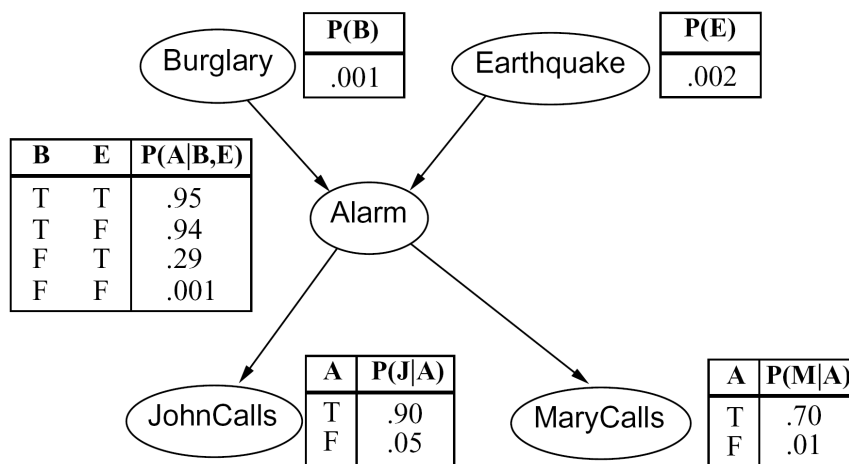 Burglary
P(B)
.001
Earthquake
P(E)
.002
B E P(A|B,E)
T T .95
T F .94
F T .29
F F .001
Alarm
JohnCalls
A P(J|A)
T .90
F .05
MaryCalls
A P(M|A)
T .70
F .01